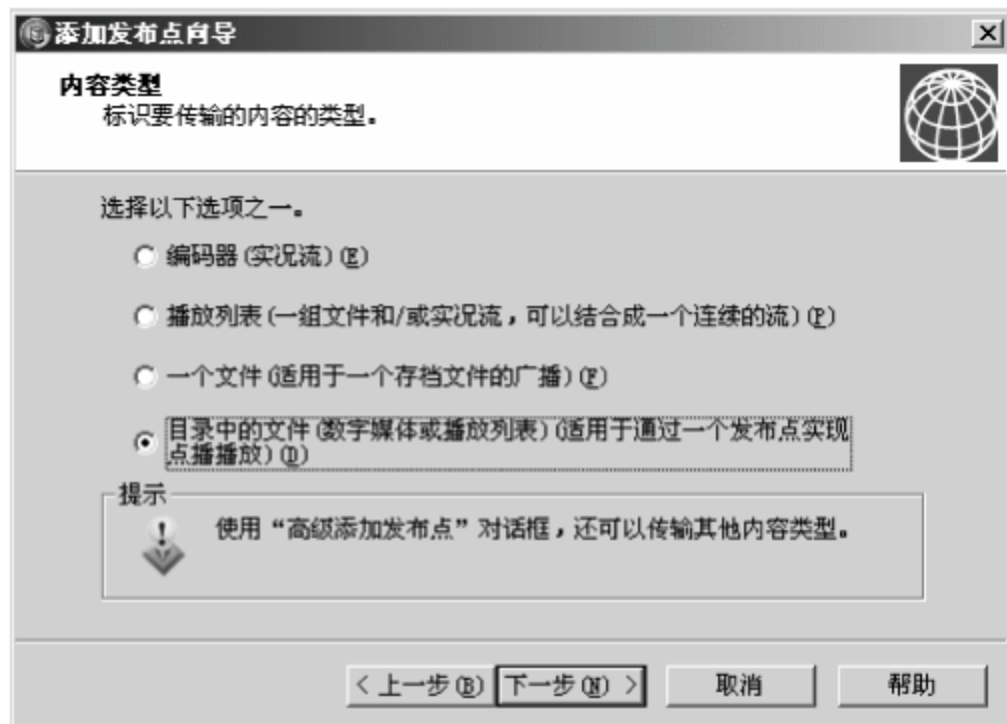 添加发布点向导
内容类型
标识要传输的内容的类型。
选择以下选项之一。
编码器(实况流)(E)
播放列表(一组文件和/或实况流，可以结合成一个连续的流)(P)
一个文件(适用于一个存档文件的广播)(F)
目录中的文件(数字媒体或播放列表)(适用于通过一个发布点实现
点播播放)(D)
提示
使用“高级添加发布点”对话框，还可以传输其他内容类型。
< 上一步(B) 下一步(N) > 取消 帮助